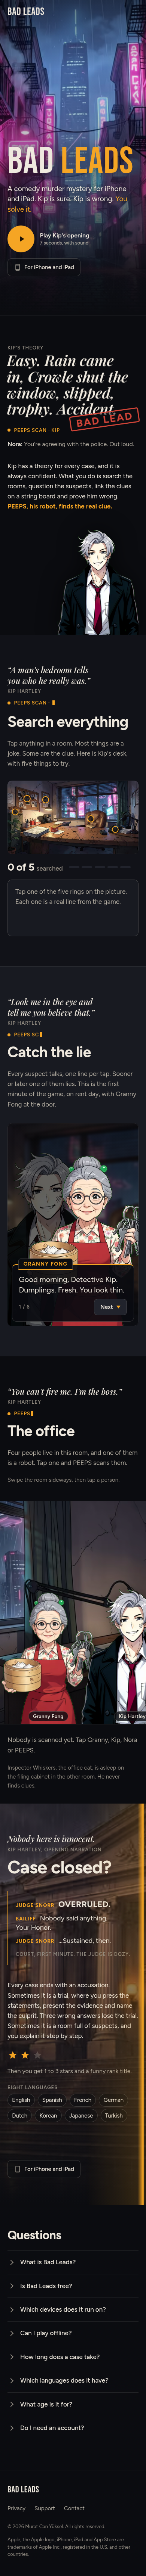 BAD LEADS
BAD LEADS
A comedy murder mystery for iPhone
and iPad. Kip is sure. Kip is wrong. You
solve it.
Play Kip's opening
7 seconds, with sound
For iPhone and iPad
KIP'S THEORY
Easy. Rain came
in, Crowle shut the
window, slipped,
trophy. Accident.
BAD LEAD
PEEPS SCAN · KIP
Nora: You're agreeing with the police. Out loud.
Kip has a theory for every case, and it is
always confident. What you do is search the
room, question the suspects, link the clues
on a string board and prove him wrong.
PEEPS, his robot, finds the real clue.
“A man's bedroom tells
you who he really was.”
KIP HARTLEY
PEEPS SCAN ·
Search everything
Tap anything in a room. Most things are a
joke. Some are the clue. Here is Kip's desk,
with five things to try.
0 of 5 searched
Tap one of the five rings on the picture.
Each one is a real line from the game.
“Look me in the eye and
tell me you believe that.”
KIP HARTLEY
PEEPS SC
Catch the lie
Every suspect talks, one line per tap. Sooner
or later one of them lies. This is the first
minute of the game, on rent day, with Granny
Fong at the door.
GRANNY FONG
Good morning, Detective Kip.
Dumplings. Fresh. You look thin.
1 / 6
Next
“You can't fire me. I'm the boss.”
KIP HARTLEY
PEEPS
The office
Four people live in this room, and one of them
is a robot. Tap one and PEEPS scans them.
Swipe the room sideways, then tap a person.
Granny Fong
Kip Hartley
Nobody is scanned yet. Tap Granny, Kip, Nora
or PEEPS.
Inspector Whiskers, the office cat, is asleep on
the filing cabinet in the other room. He never
finds clues.
Nobody here is innocent.
KIP HARTLEY, OPENING NARRATION
Case closed?
JUDGE SNORR OVERRULED.
BAILIFF Nobody said anything,
Your Honor.
JUDGE SNORR ...Sustained, then.
COURT, FIRST MINUTE. THE JUDGE IS DOZY.
Every case ends with an accusation.
Sometimes it is a trial, where you press the
statements, present the evidence and name
the culprit. Three wrong answers lose the trial.
Sometimes it is a room full of suspects, and
you explain it step by step.
Then you get 1 to 3 stars and a funny rank title.
EIGHT LANGUAGES
English
Spanish
French
German
Dutch
Korean
Japanese
Turkish
For iPhone and iPad
Questions
What is Bad Leads?
Is Bad Leads free?
Which devices does it run on?
Can I play offline?
How long does a case take?
Which languages does it have?
What age is it for?
Do I need an account?
BAD LEADS
Privacy
Support
Contact
© 2026 Murat Can Yüksel. All rights reserved.
Apple, the Apple logo, iPhone, iPad and App Store are
trademarks of Apple Inc., registered in the U.S. and other
countries.